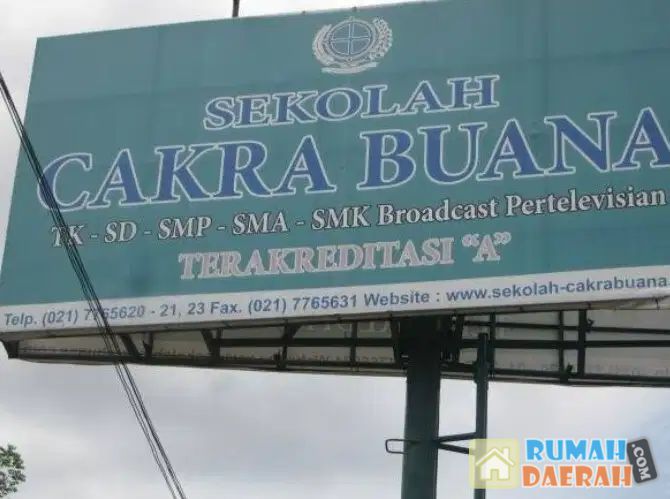 SEKOLAH
CAKRA BUANA
TK - SD - SMP - SMA - SMK Broadcast Pertelevisian
TERAKREDITASI "A"
Telp. (021) 7765620 - 21, 23 Fax. (021) 7765631 Website : www.sekolah-cakrabuana.
RUMAH
DAERAH
.COM